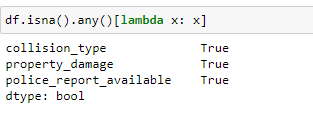 df.isna().any()[lambda x: x]
collision_type True
property_damage True
police_report_available True
dtype: bool